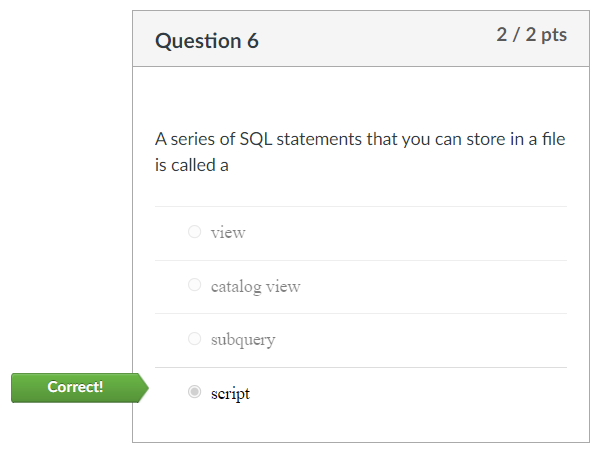 Question 6
2 / 2 pts
A series of SQL statements that you can store in a file
is called a
view
catalog view
subquery
Correct!
script